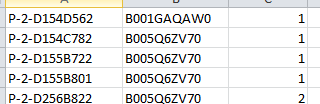 P-2-D154D562 B001GAQAW0 1
P-2-D154C782 B005Q6ZV70 1
P-2-D155B722 B005Q6ZV70 1
P-2-D155B801 B005Q6ZV70 1
P-2-D256B822 B005Q6ZV70 2